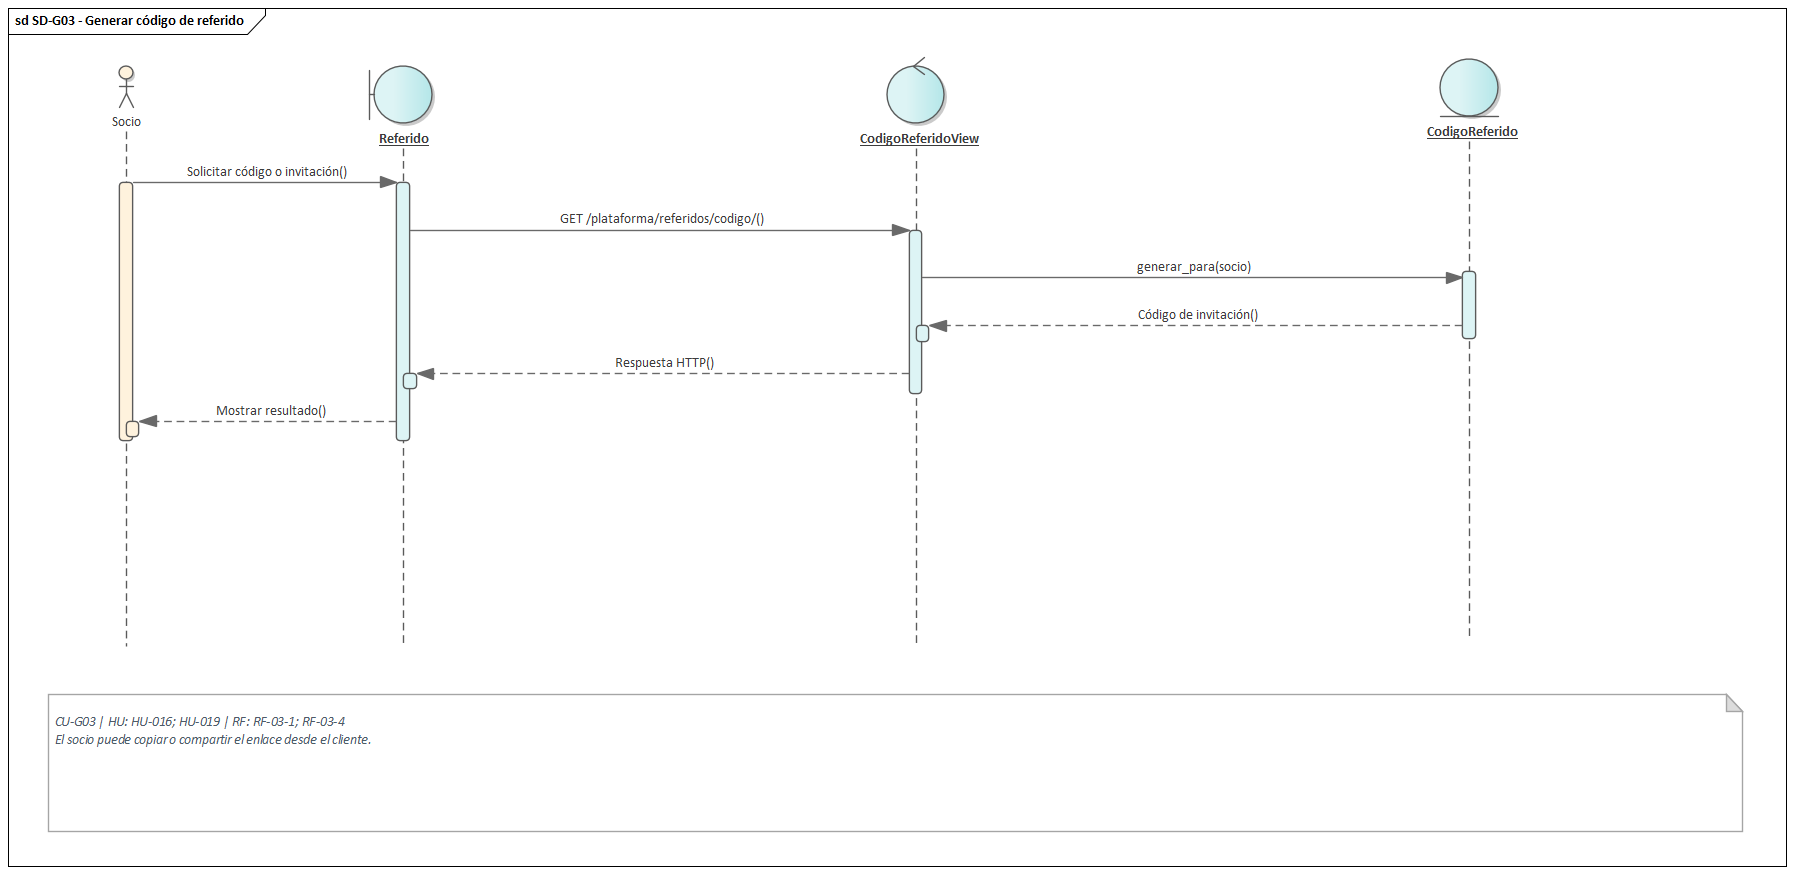 sd SD-G03 - Generar código de referido
Socio
Referido
CodigoReferidoView
CodigoReferido
Solicitar código o invitación()
GET /plataforma/referidos/codigo/()
generar_para(socio)
Código de invitación()
Respuesta HTTP()
Mostrar resultado()
CU-G03 | HU: HU-016; HU-019 | RF: RF-03-1; RF-03-4
El socio puede copiar o compartir el enlace desde el cliente.